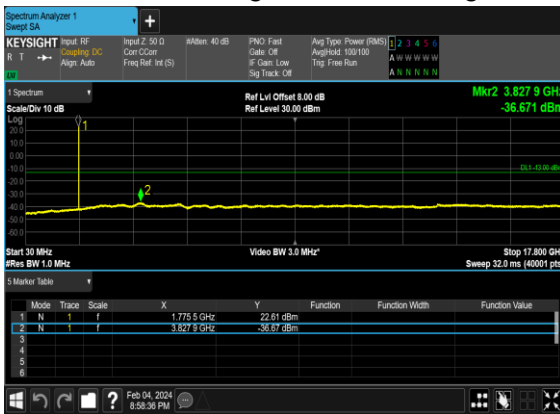 Spectrum Analyzer 1
Swept SA
+
KEYSIGHT Input: RF Input Z: 50 Ω #Atten: 40 dB PNO: Fast Avg Type: Power (RMS) 1 2 3 4 5 6
R T Coupling: DC Corr CCorr Gate: Off Avg|Hold: 100/100 A W W W W W
Align: Auto Freq Ref: Int (S) IF Gain: Low Trig: Free Run
Sig Track: Off A N N N N N
1 Spectrum Ref Lvl Offset 8.00 dB Mkr2 3.827 9 GHz
Scale/Div 10 dB Ref Level 30.00 dBm -36.671 dBm
Log
20.0
1
10.0
0.00
-10.0 DL1 -13.00 dBm
-20.0
-30.0 2
-40.0
-50.0
-60.0
Start 30 MHz Video BW 3.0 MHz* Stop 17.800 GHz
#Res BW 1.0 MHz Sweep 32.0 ms (40001 pts)
5 Marker Table
Mode Trace Scale X Y Function Function Width Function Value
1 N 1 f 1.775 5 GHz 22.61 dBm
2 N 1 f 3.827 9 GHz -36.67 dBm
3
4
5
6
? Feb 04, 2024
8:58:36 PM